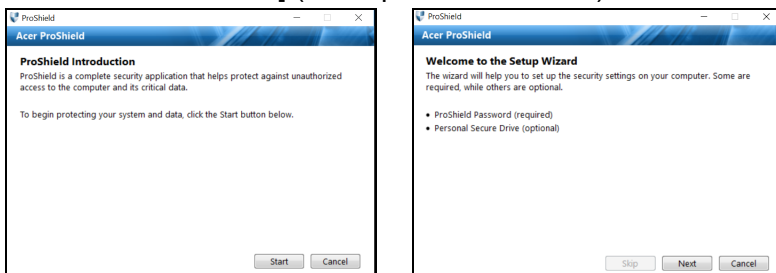 ProShield
Acer ProShield
ProShield Introduction
ProShield is a complete security application that helps protect against unauthorized
access to the computer and its critical data.
To begin protecting your system and data, click the Start button below.
Start Cancel
ProShield
Acer ProShield
Welcome to the Setup Wizard
The wizard will help you to set up the security settings on your computer. Some are
required, while others are optional.
• ProShield Password (required)
• Personal Secure Drive (optional)
Skip Next Cancel